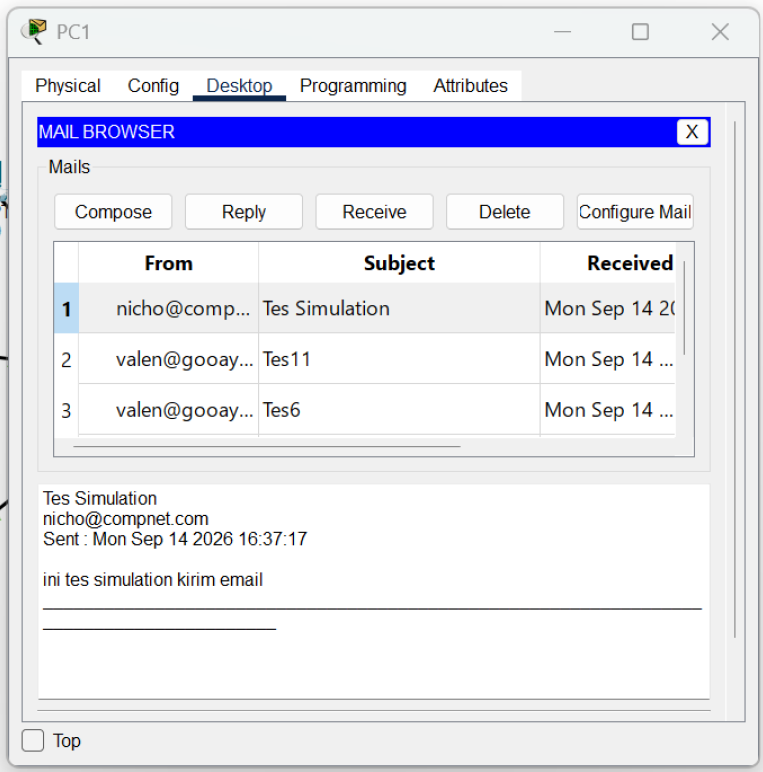 PC1
Physical Config Desktop Programming Attributes
MAIL BROWSER X
Mails
Compose Reply Receive Delete Configure Mail
From Subject Received
1 nicho@comp... Tes Simulation Mon Sep 14 20
2 valen@gooay... Tes11 Mon Sep 14 ...
3 valen@gooay... Tes6 Mon Sep 14 ...
Tes Simulation
nicho@compnet.com
Sent : Mon Sep 14 2026 16:37:17
ini tes simulation kirim email
Top